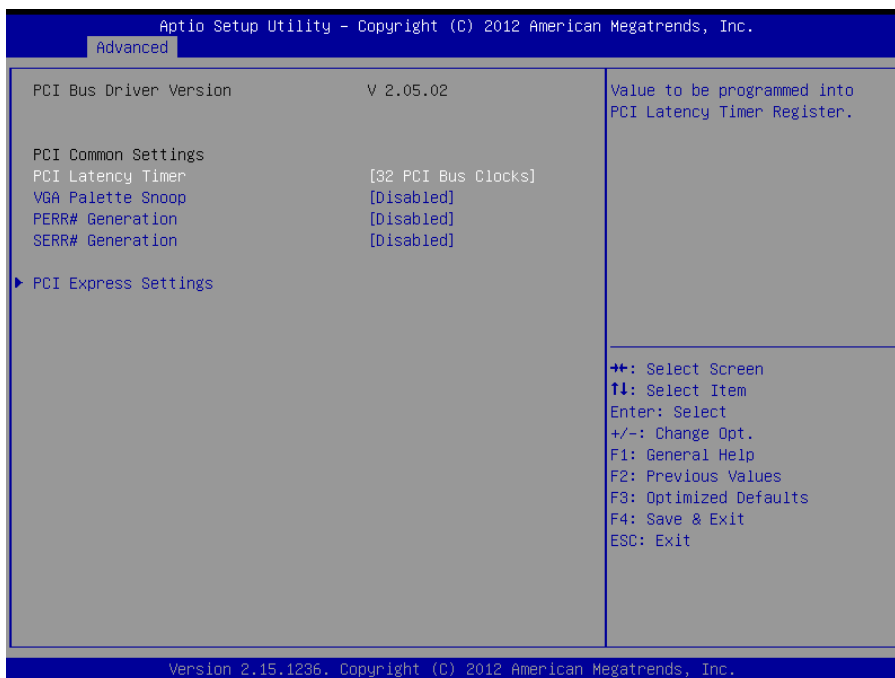 Aptio Setup Utility – Copyright (C) 2012 American Megatrends, Inc.
Advanced
PCI Bus Driver Version V 2.05.02
PCI Common Settings
PCI Latency Timer [32 PCI Bus Clocks]
VGA Palette Snoop [Disabled]
PERR# Generation [Disabled]
SERR# Generation [Disabled]
▶ PCI Express Settings
Value to be programmed into
PCI Latency Timer Register.
→←: Select Screen
↑↓: Select Item
Enter: Select
+/-: Change Opt.
F1: General Help
F2: Previous Values
F3: Optimized Defaults
F4: Save & Exit
ESC: Exit
Version 2.15.1236. Copyright (C) 2012 American Megatrends, Inc.